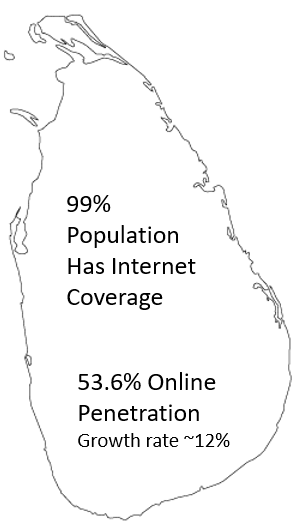 99%
Population
Has Internet
Coverage
53.6% Online
Penetration
Growth rate ~12%